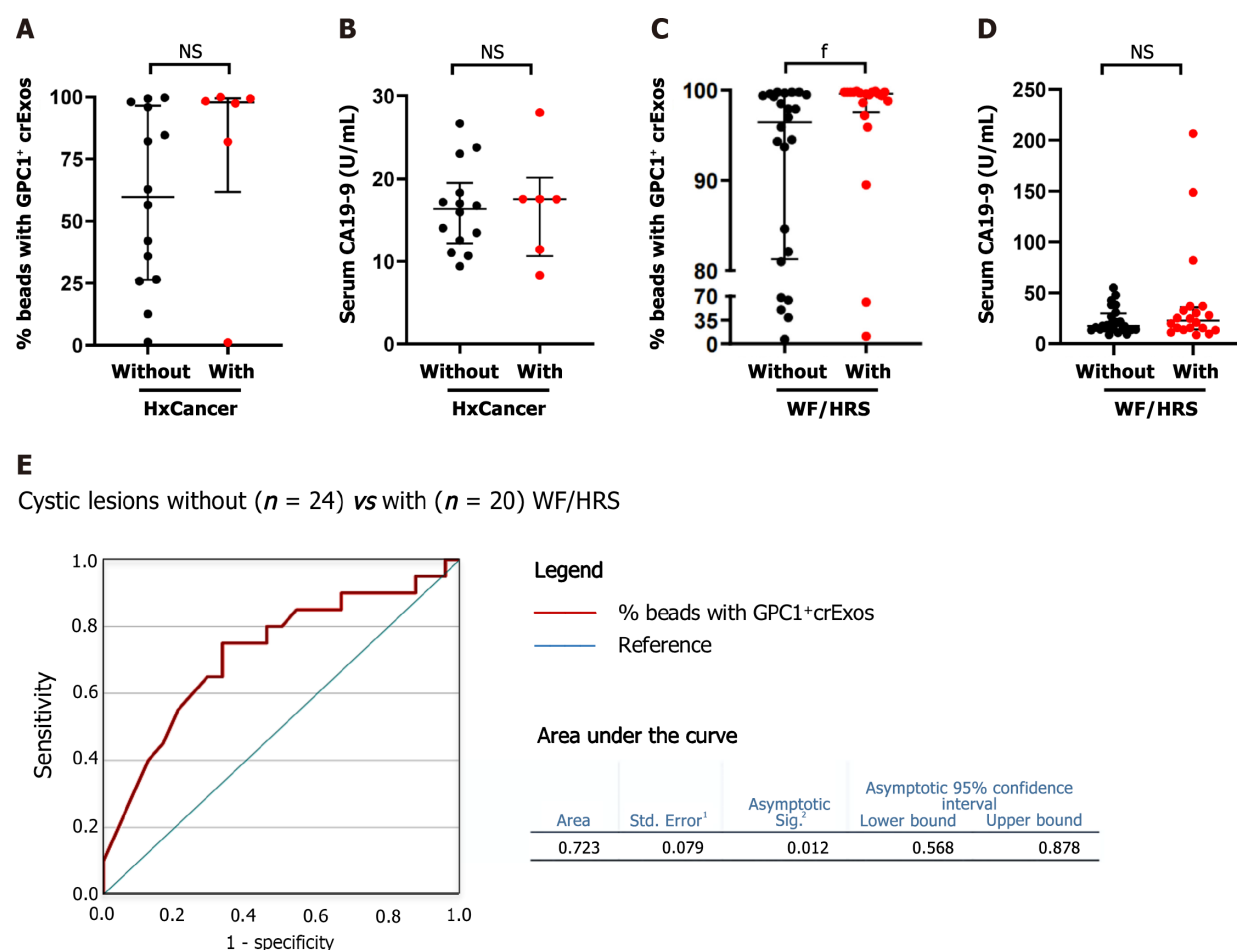 A
NS
% beads with GPC1⁺ crExos
100
75
50
25
0
Without With
HxCancer
B
NS
Serum CA19-9 (U/mL)
30
20
10
0
Without With
HxCancer
C
f
% beads with GPC1⁺ crExos
100
90
80
70
35
0
Without With
WF/HRS
D
NS
Serum CA19-9 (U/mL)
250
200
150
100
50
0
Without With
WF/HRS
E
Cystic lesions without (n = 24) vs with (n = 20) WF/HRS
Sensitivity
1.0
0.8
0.6
0.4
0.2
0.0
0.0 0.2 0.4 0.6 0.8 1.0
1 - specificity
Legend
% beads with GPC1⁺crExos
Reference
Area under the curve
Asymptotic 95% confidence
interval
Asymptotic
Area Std. Error¹ Sig.² Lower bound Upper bound
0.723 0.079 0.012 0.568 0.878